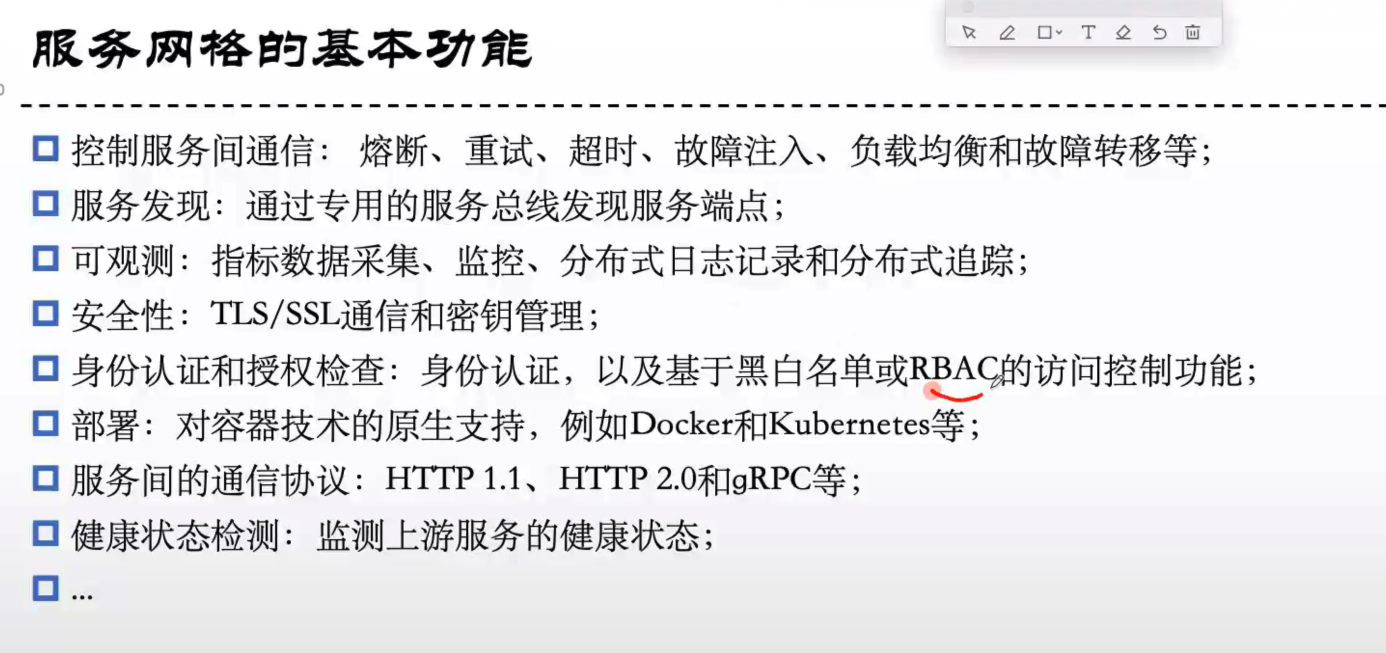 服务网格的基本功能
控制服务间通信： 熔断、重试、超时、故障注入、负载均衡和故障转移等；
服务发现：通过专用的服务总线发现服务端点；
可观测：指标数据采集、监控、分布式日志记录和分布式追踪；
安全性：TLS/SSL通信和密钥管理；
身份认证和授权检查：身份认证，以及基于黑白名单或RBAC的访问控制功能；
部署：对容器技术的原生支持，例如Docker和Kubernetes等；
服务间的通信协议：HTTP 1.1、HTTP 2.0和gRPC等；
健康状态检测：监测上游服务的健康状态；
...